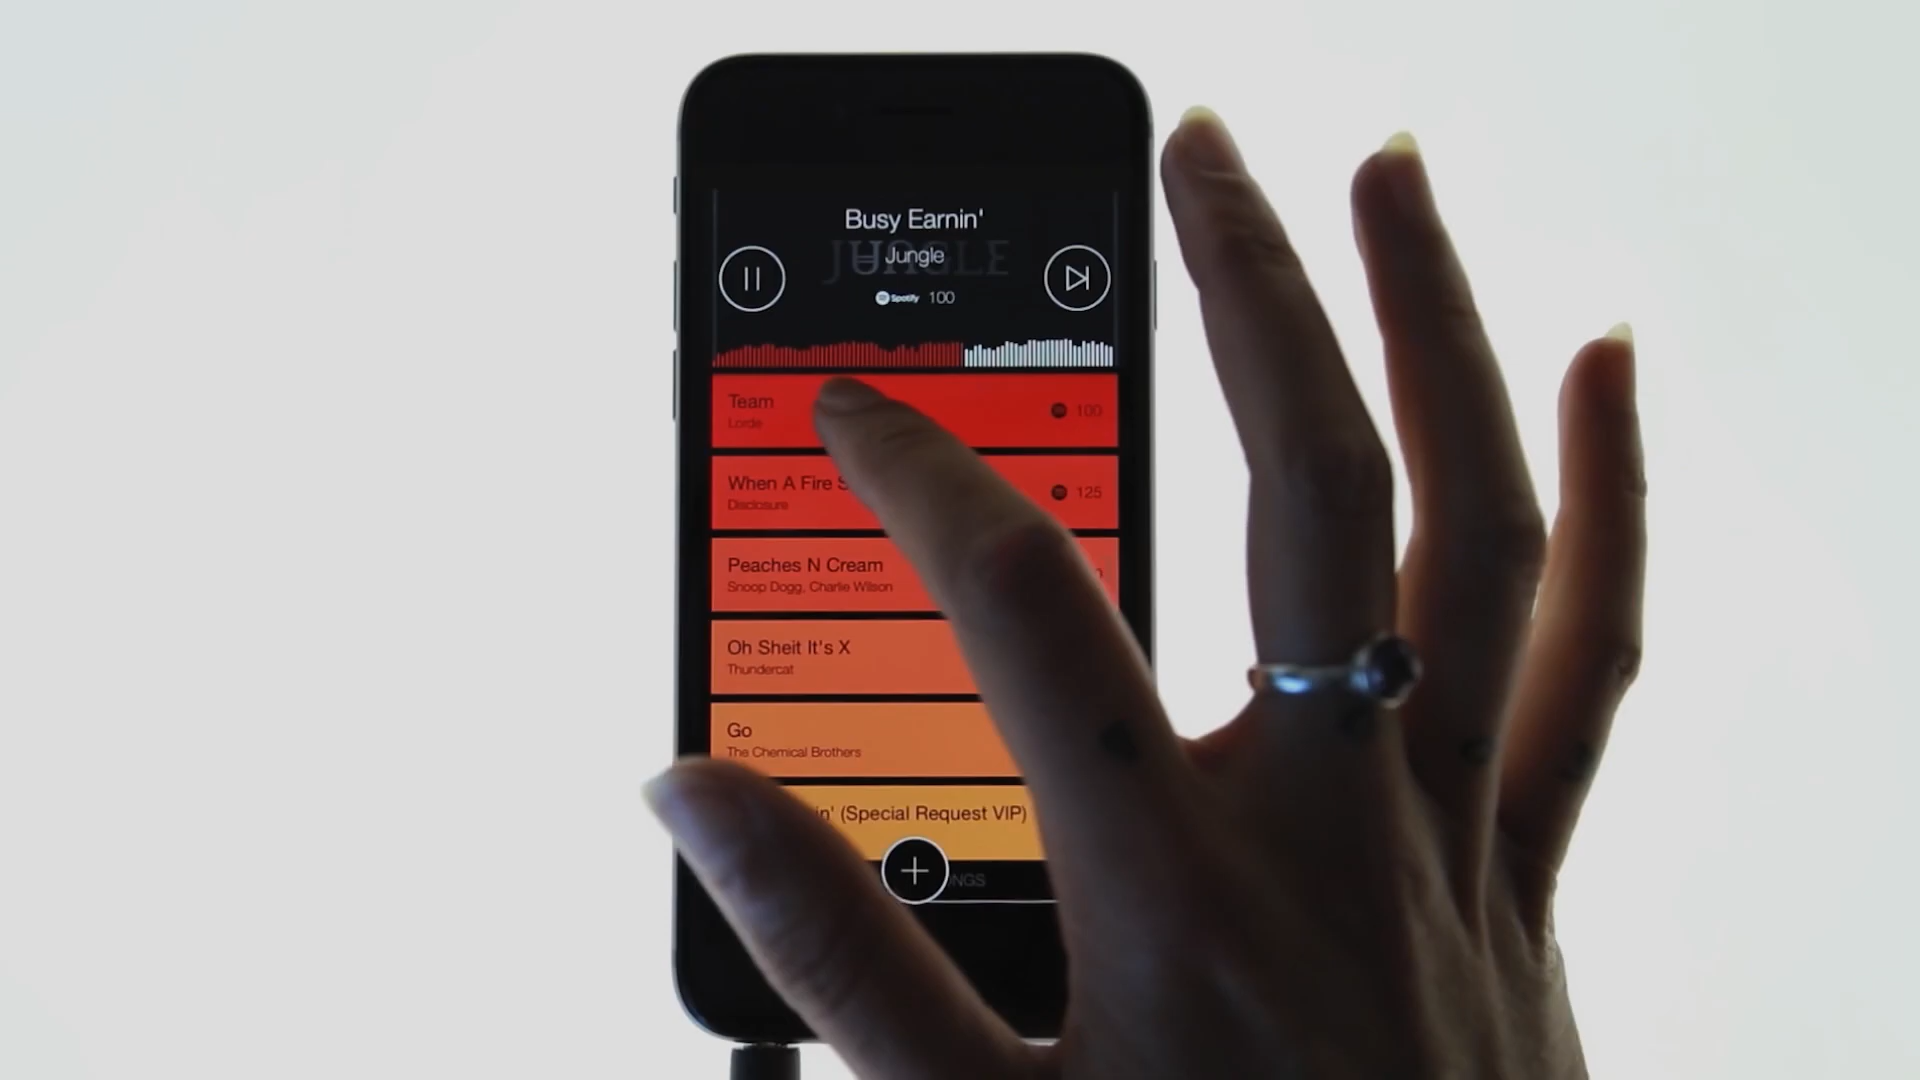 Busy Earnin'
JUNGLE
Jungle
Spotify 100
Team
100
Lorde
When A Fire
125
Disclosure
Peaches N Cream
Snoop Dogg, Charlie Wilson
Oh Sheit It's X
Thundercat
Go
The Chemical Brothers
(Special Request VIP)